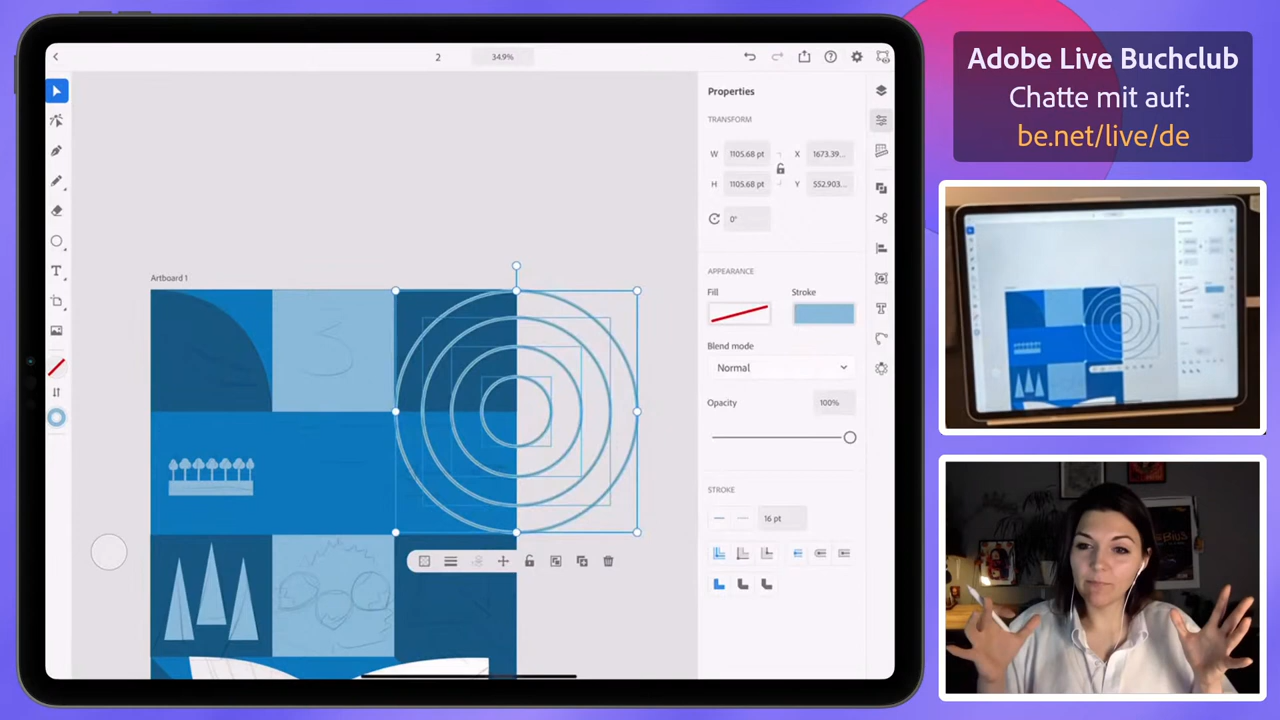 2
34.9%
Properties
TRANSFORM
W 1105.68 pt X 1673.39...
H 1105.68 pt Y 552.903...
0°
APPEARANCE
Fill Stroke
Blend mode
Normal
Opacity 100%
STROKE
16 pt
Artboard 1
T
Adobe Live Buchclub
Chatte mit auf:
be.net/live/de